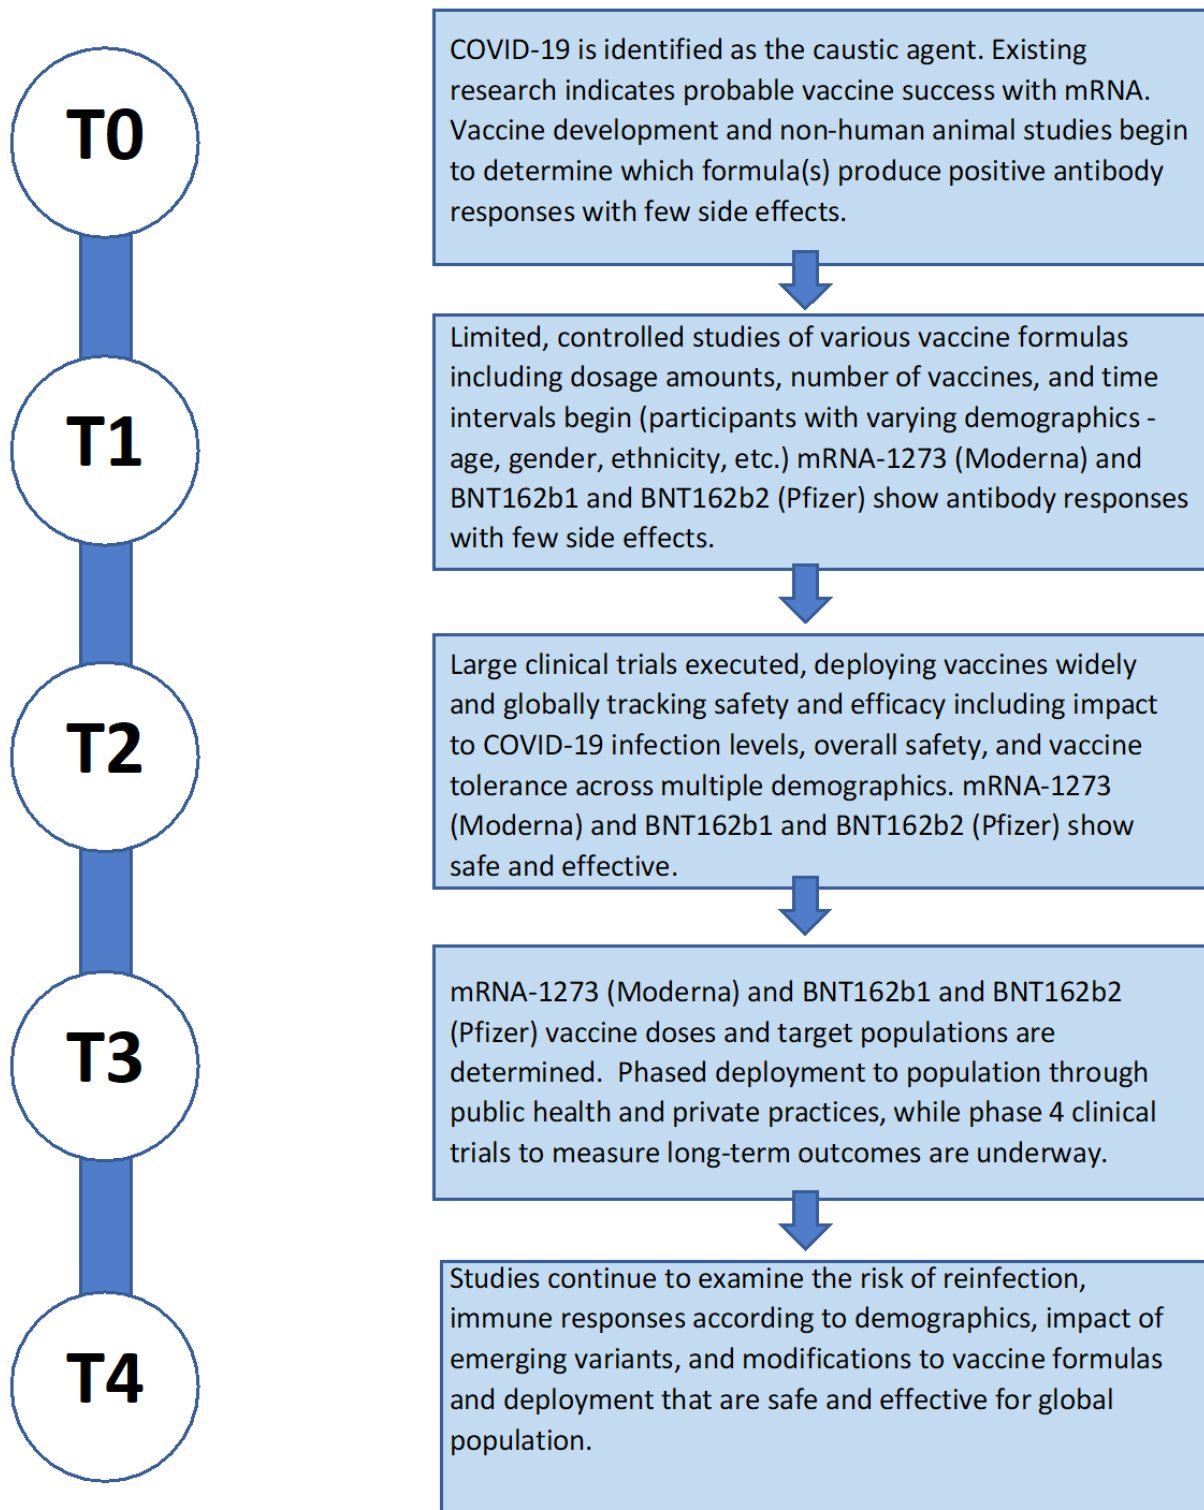 T0
COVID-19 is identified as the caustic agent. Existing
research indicates probable vaccine success with mRNA.
Vaccine development and non-human animal studies begin
to determine which formula(s) produce positive antibody
responses with few side effects.
T1
Limited, controlled studies of various vaccine formulas
including dosage amounts, number of vaccines, and time
intervals begin (participants with varying demographics -
age, gender, ethnicity, etc.) mRNA-1273 (Moderna) and
BNT162b1 and BNT162b2 (Pfizer) show antibody responses
with few side effects.
T2
Large clinical trials executed, deploying vaccines widely
and globally tracking safety and efficacy including impact
to COVID-19 infection levels, overall safety, and vaccine
tolerance across multiple demographics. mRNA-1273
(Moderna) and BNT162b1 and BNT162b2 (Pfizer) show
safe and effective.
T3
mRNA-1273 (Moderna) and BNT162b1 and BNT162b2
(Pfizer) vaccine doses and target populations are
determined.  Phased deployment to population through
public health and private practices, while phase 4 clinical
trials to measure long-term outcomes are underway.
T4
Studies continue to examine the risk of reinfection,
immune responses according to demographics, impact of
emerging variants, and modifications to vaccine formulas
and deployment that are safe and effective for global
population.